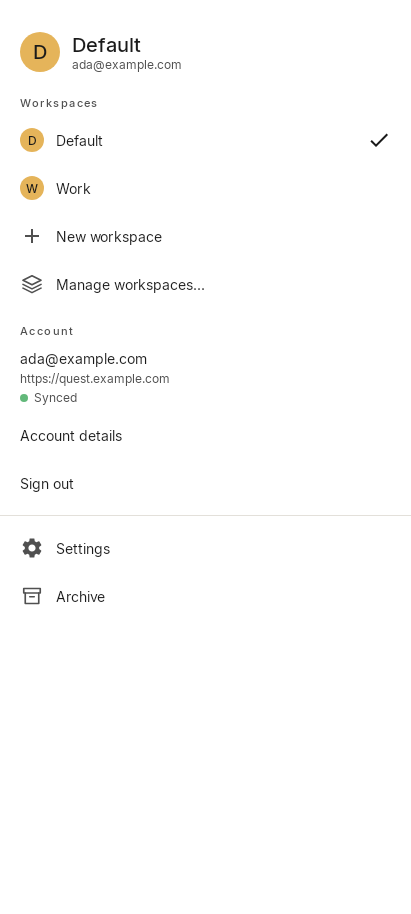 D
Default
ada@example.com
Workspaces
D Default
W Work
New workspace
Manage workspaces...
Account
ada@example.com
https://quest.example.com
Synced
Account details
Sign out
Settings
Archive